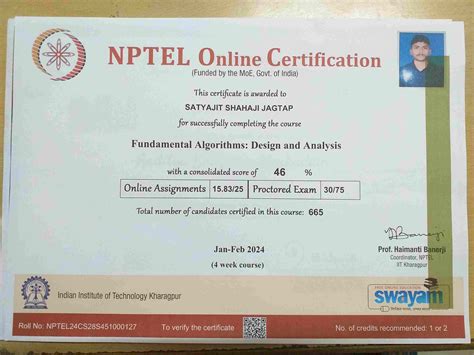 NPTEL Online Certification
(Funded by the MoE, Govt. of India)
This certificate is awarded to
SATYAJIT SHAHAJI JAGTAP
for successfully completing the course
Fundamental Algorithms: Design and Analysis
with a consolidated score of 46 %
Online Assignments 15.83/25 Proctored Exam 30/75
Total number of candidates certified in this course: 665
Jan-Feb 2024
(4 week course)
Prof. Haimanti Banerji
Coordinator, NPTEL
IIT Kharagpur
Indian Institute of Technology Kharagpur
FREE ONLINE EDUCATION
swayam
Roll No: NPTEL24CS28S451000127
To verify the certificate
No. of credits recommended: 1 or 2